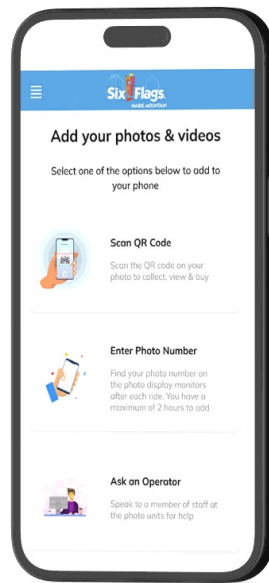 Six Flags
MAGIC MOUNTAIN
Add your photos & videos
Select one of the options below to add to
your phone
Scan QR Code
Scan the QR code on your
photo to collect, view & buy
Enter Photo Number
Find your photo number on
the photo display monitors
after each ride. You have a
maximum of 2 hours to add
Ask an Operator
Speak to a member of staff at
the photo units for help